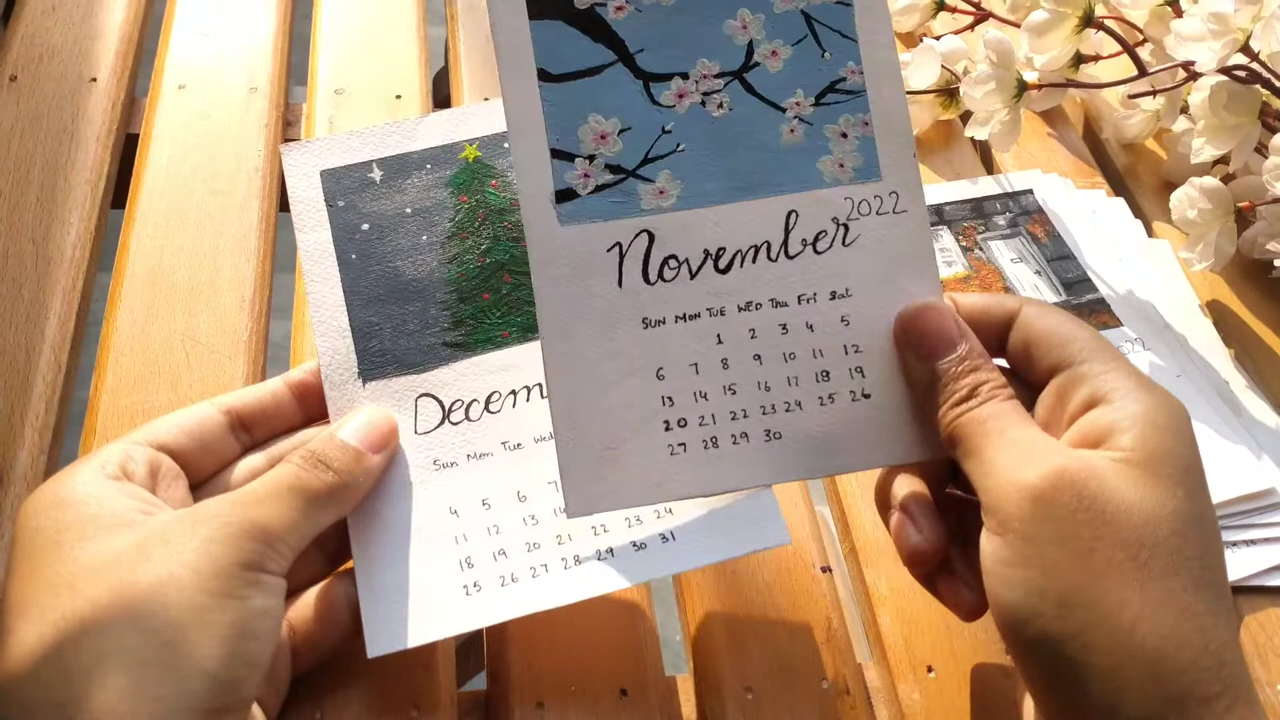 November 2022
SUN MON TUE WED Thu Fri Sat
1 2 3 4 5
6 7 8 9 10 11 12
13 14 15 16 17 18 19
20 21 22 23 24 25 26
27 28 29 30
Decem
Sun Mon Tue Wed
4 5 6 7
11 12 13 14
18 19 20 21 22 23 24
25 26 27 28 29 30 31
2022